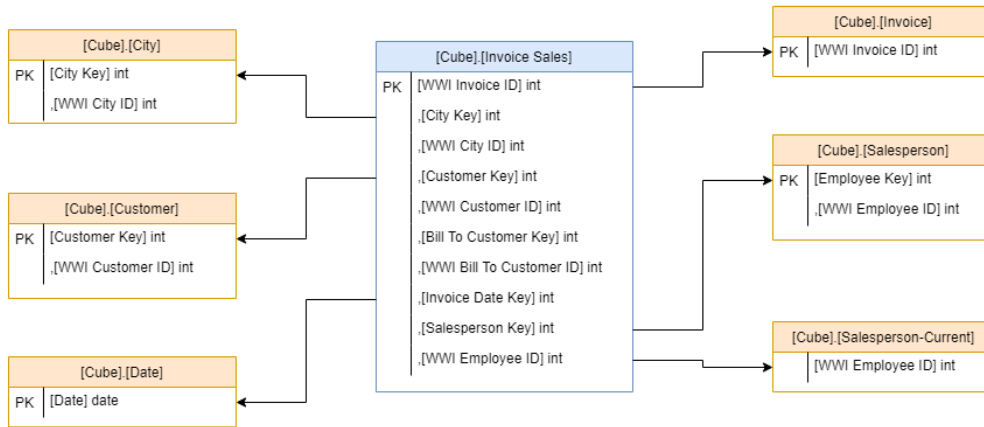 [Cube].[City]
PK
[City Key] int
,[WWI City ID] int
[Cube].[Customer]
PK
[Customer Key] int
,[WWI Customer ID] int
[Cube].[Date]
PK
[Date] date
[Cube].[Invoice Sales]
PK
[WWI Invoice ID] int
,[City Key] int
,[WWI City ID] int
,[Customer Key] int
,[WWI Customer ID] int
,[Bill To Customer Key] int
,[WWI Bill To Customer ID] int
,[Invoice Date Key] int
,[Salesperson Key] int
,[WWI Employee ID] int
[Cube].[Invoice]
PK
[WWI Invoice ID] int
[Cube].[Salesperson]
PK
[Employee Key] int
,[WWI Employee ID] int
[Cube].[Salesperson-Current]
[WWI Employee ID] int